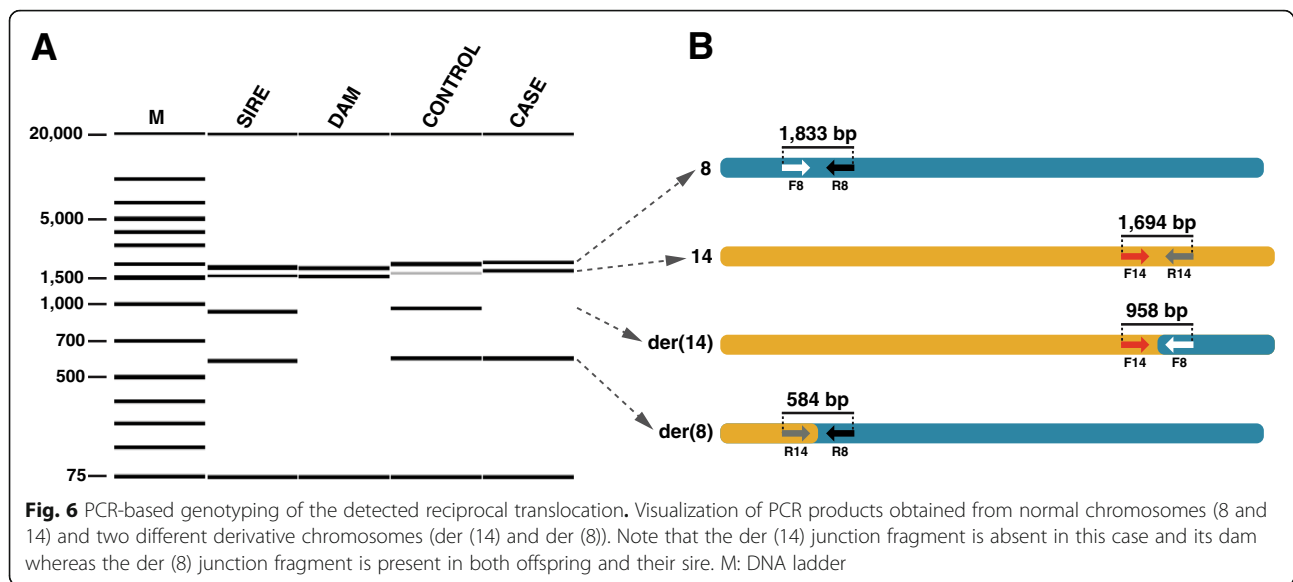 A
B
M
SIRE
DAM
CONTROL
CASE
20,000
5,000
1,500
1,000
700
500
75
1,833 bp
8
F8
R8
1,694 bp
14
F14
R14
958 bp
der(14)
F14
F8
584 bp
der(8)
R14
R8
Fig. 6 PCR-based genotyping of the detected reciprocal translocation. Visualization of PCR products obtained from normal chromosomes (8 and
14) and two different derivative chromosomes (der (14) and der (8)). Note that the der (14) junction fragment is absent in this case and its dam
whereas the der (8) junction fragment is present in both offspring and their sire. M: DNA ladder